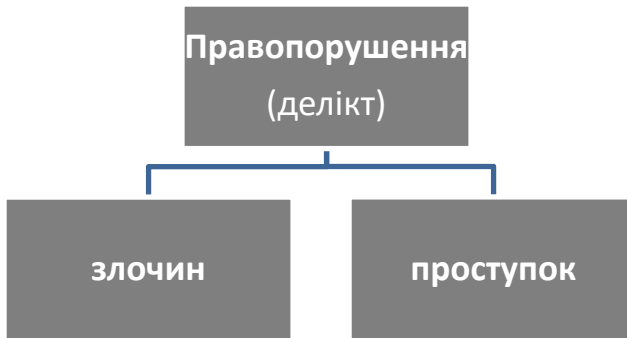 Правопорушення
(делікт)
злочин
проступок